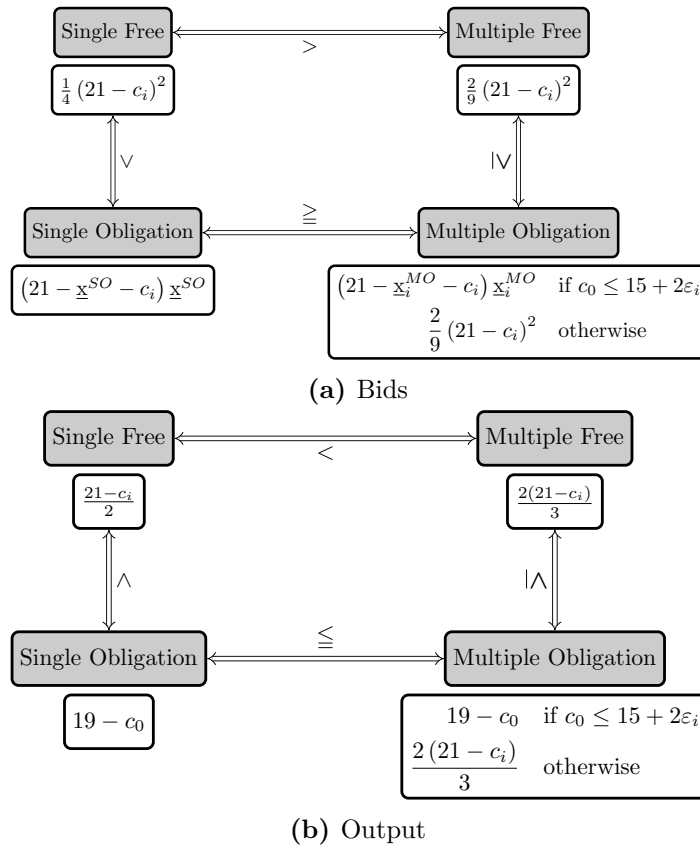 Single Free
Multiple Free
>
1/4 (21 − c_i)^2
2/9 (21 − c_i)^2
∨
|∨
Single Obligation
≧
Multiple Obligation
(21 − x̲^{SO} − c_i) x̲^{SO}
(21 − x̲_i^{MO} − c_i) x̲_i^{MO} if c_0 ≤ 15 + 2ε_i
2/9 (21 − c_i)^2 otherwise
(a) Bids
Single Free
Multiple Free
<
(21−c_i)/2
2(21−c_i)/3
∧
|∧
Single Obligation
≦
Multiple Obligation
19 − c_0
19 − c_0 if c_0 ≤ 15 + 2ε_i
2 (21 − c_i)/3 otherwise
(b) Output